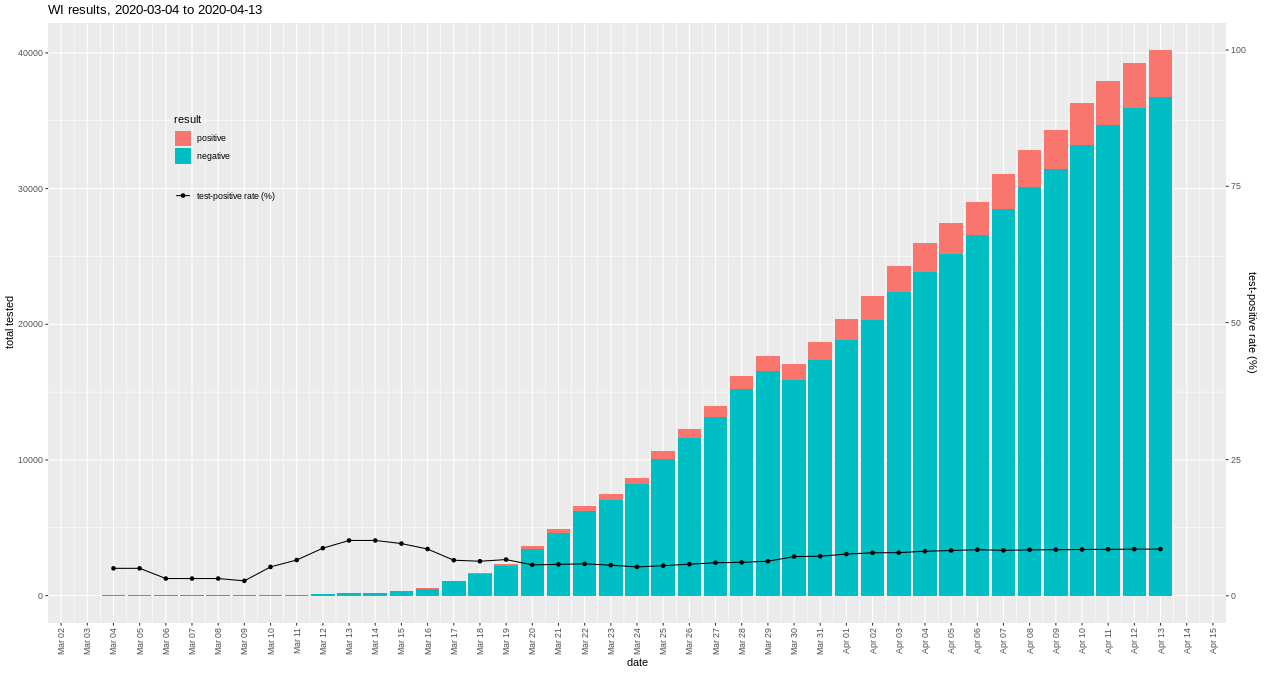 WI results, 2020-03-04 to 2020-04-13
40000
30000
20000
10000
0
total tested
result
positive
negative
test-positive rate (%)
100
75
50
25
0
test-positive rate (%)
Mar 02
Mar 03
Mar 04
Mar 05
Mar 06
Mar 07
Mar 08
Mar 09
Mar 10
Mar 11
Mar 12
Mar 13
Mar 14
Mar 15
Mar 16
Mar 17
Mar 18
Mar 19
Mar 20
Mar 21
Mar 22
Mar 23
Mar 24
Mar 25
Mar 26
Mar 27
Mar 28
Mar 29
Mar 30
Mar 31
Apr 01
Apr 02
Apr 03
Apr 04
Apr 05
Apr 06
Apr 07
Apr 08
Apr 09
Apr 10
Apr 11
Apr 12
Apr 13
Apr 14
Apr 15
date